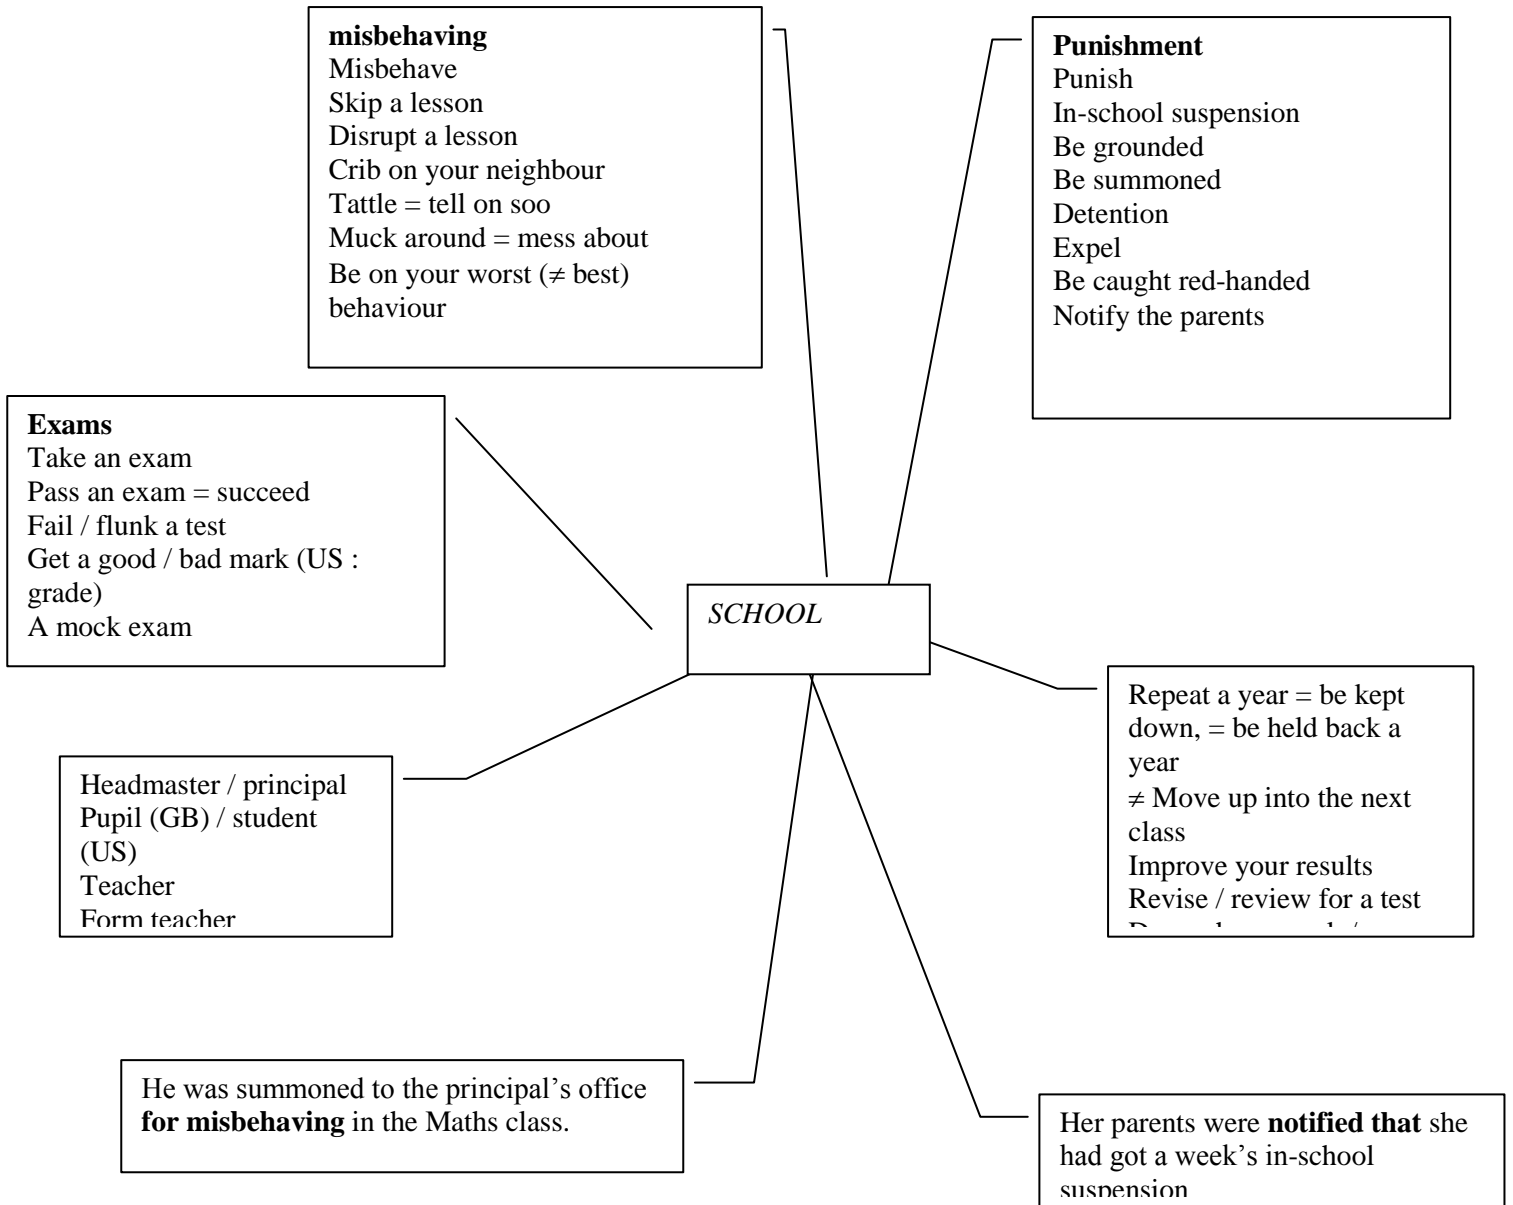 misbehaving
Misbehave
Skip a lesson
Disrupt a lesson
Crib on your neighbour
Tattle = tell on soo
Muck around = mess about
Be on your worst (≠ best)
behaviour
Punishment
Punish
In-school suspension
Be grounded
Be summoned
Detention
Expel
Be caught red-handed
Notify the parents
Exams
Take an exam
Pass an exam = succeed
Fail / flunk a test
Get a good / bad mark (US :
grade)
A mock exam
SCHOOL
Repeat a year = be kept
down, = be held back a
year
≠ Move up into the next
class
Improve your results
Revise / review for a test
Headmaster / principal
Pupil (GB) / student
(US)
Teacher
Form teacher
He was summoned to the principal’s office
for misbehaving in the Maths class.
Her parents were notified that she
had got a week’s in-school
suspension